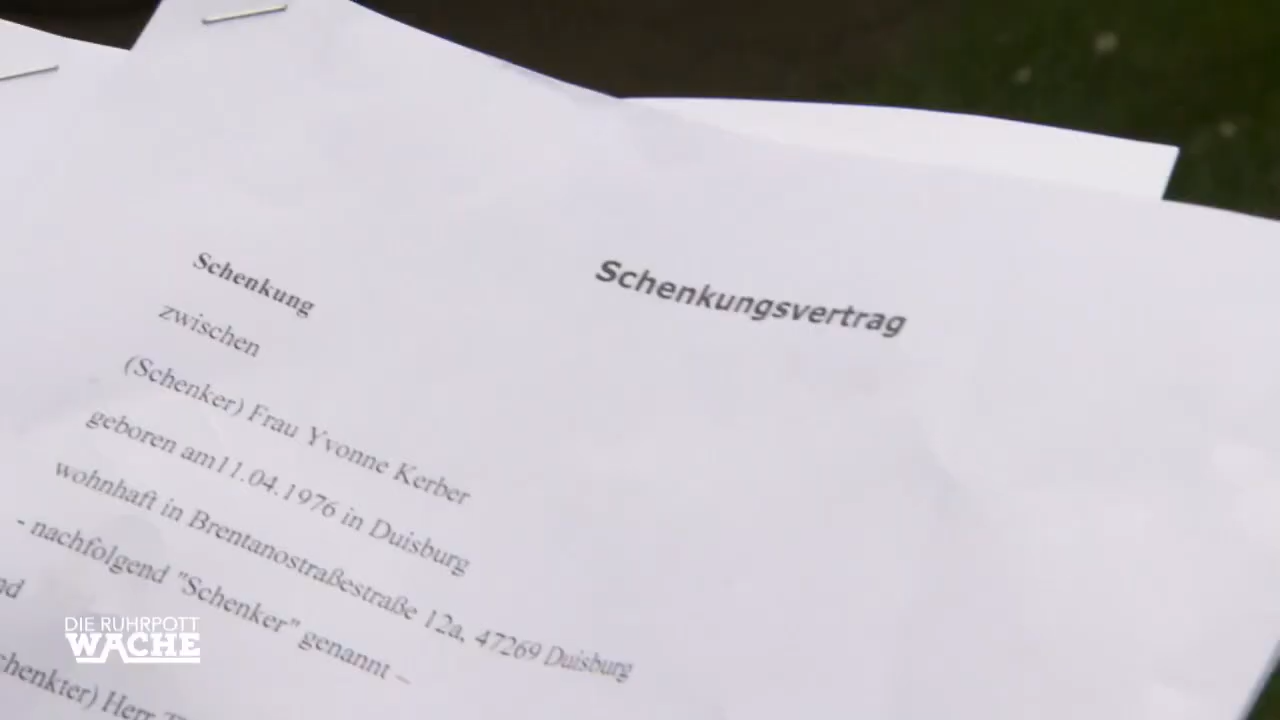 Schenkungsvertrag
Schenkung
zwischen
(Schenker) Frau Yvonne Kerber
geboren am11.04.1976 in Duisburg
wohnhaft in Brentanostraßestraße 12a, 47269 Duisburg
- nachfolgend "Schenker" genannt –
Herr
DIE RUHRPOTT
WACHE